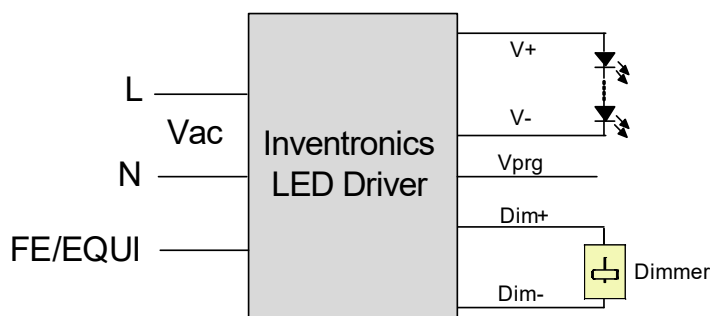 L
Vac
N
FE/EQUI
Inventronics
LED Driver
V+
V-
Vprg
Dim+
Dim-
Dimmer